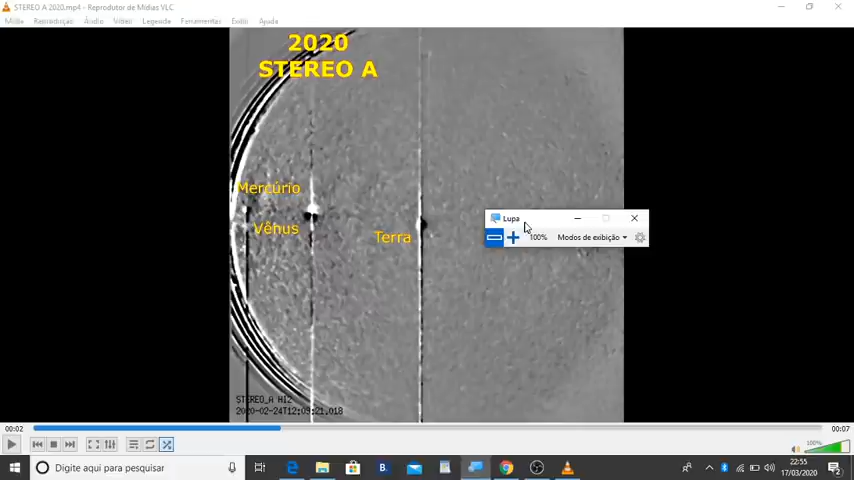 STEREO A 2020.mp4 - Reprodutor de Mídias VLC
Mídia Reprodução Áudio Vídeo Legenda Ferramentas Exibir Ajuda
2020
STEREO A
Mercúrio
Vênus
Terra
Lupa
100%
Modos de exibição
STEREO_A HI2
2020-02-24T12:09:21.018
00:02
00:07
100%
Digite aqui para pesquisar
B.
22:55
17/03/2020
2